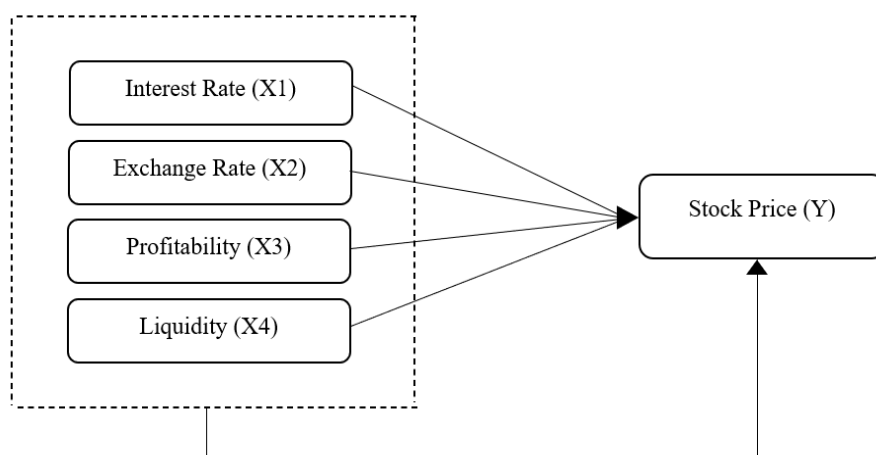 Interest Rate (X1)
Exchange Rate (X2)
Profitability (X3)
Liquidity (X4)
Stock Price (Y)